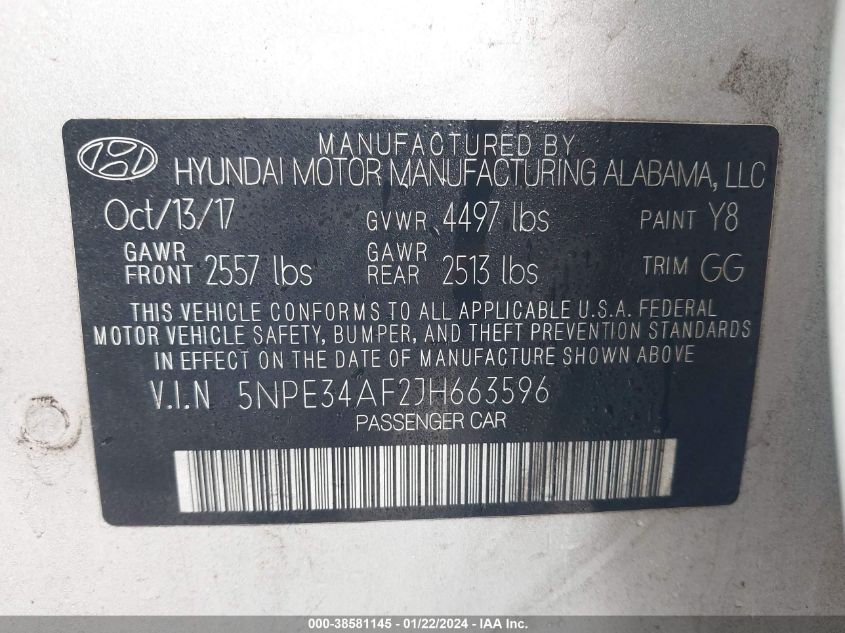 MANUFACTURED BY
HYUNDAI MOTOR MANUFACTURING ALABAMA, LLC
Oct/13/17 GVWR 4497 lbs PAINT Y8
GAWR FRONT 2557 lbs GAWR REAR 2513 lbs TRIM GG
THIS VEHICLE CONFORMS TO ALL APPLICABLE U.S.A. FEDERAL
MOTOR VEHICLE SAFETY, BUMPER, AND THEFT PREVENTION STANDARDS
IN EFFECT ON THE DATE OF MANUFACTURE SHOWN ABOVE
V.I.N 5NPE34AF2JH663596
PASSENGER CAR
000-38581145 - 01/22/2024 - IAA, Inc.